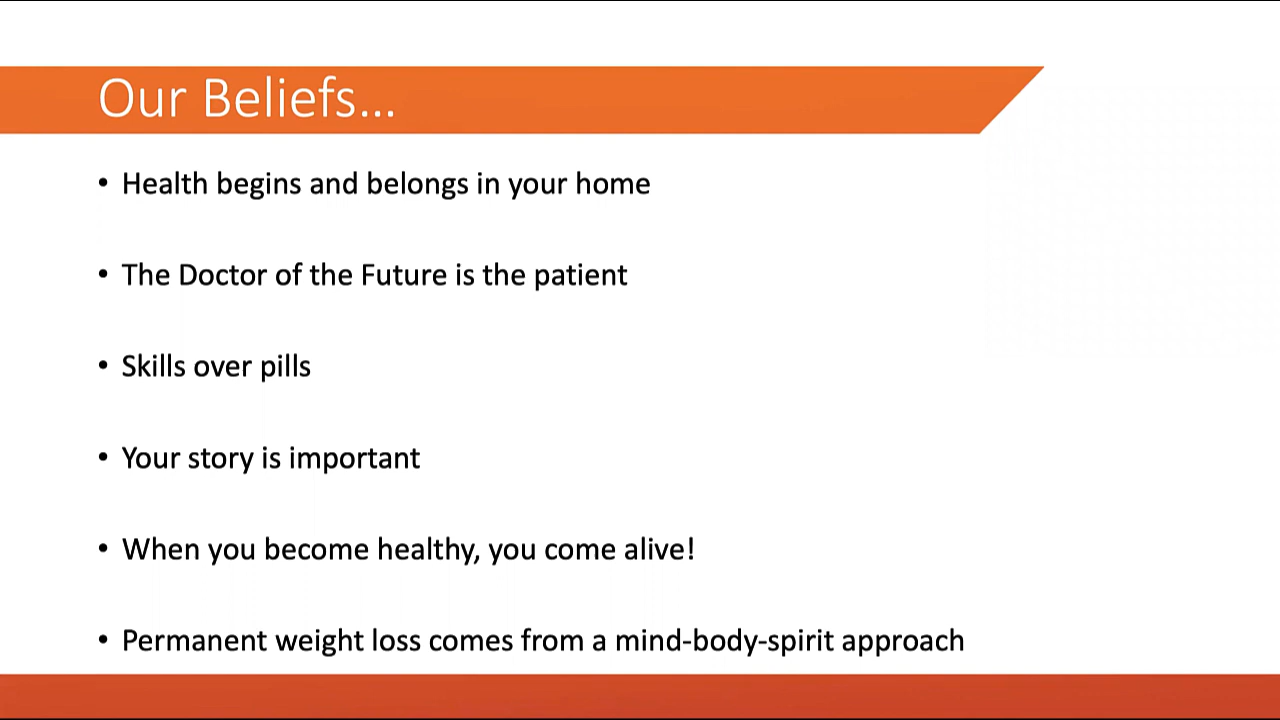 Our Beliefs...
• Health begins and belongs in your home
• The Doctor of the Future is the patient
• Skills over pills
• Your story is important
• When you become healthy, you come alive!
• Permanent weight loss comes from a mind-body-spirit approach